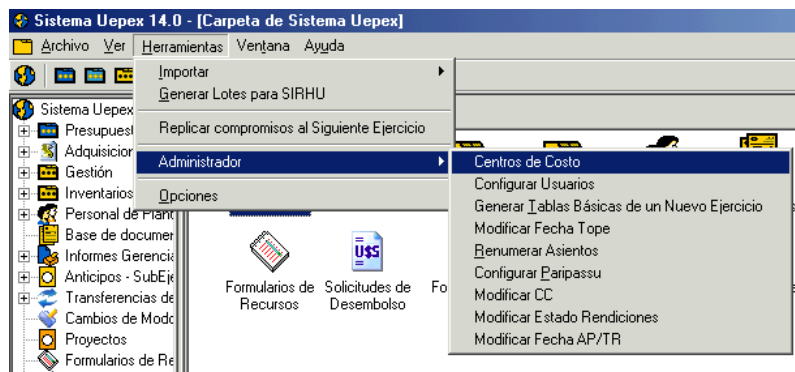 Sistema Uepex 14.0 - [Carpeta de Sistema Uepex]
Archivo Ver Herramientas Ventana Ayuda
Importar
Generar Lotes para SIRHU
Replicar compromisos al Siguiente Ejercicio
Administrador
Opciones
Centros de Costo
Configurar Usuarios
Generar Tablas Básicas de un Nuevo Ejercicio
Modificar Fecha Tope
Renumerar Asientos
Configurar Paripassu
Modificar CC
Modificar Estado Rendiciones
Modificar Fecha AP/TR
Sistema Uepex
Presupuest
Adquisicion
Gestión
Inventarios
Personal de Plant
Base de documen
Informes Gerencia
Anticipos - SubEje
Transferencias de
Cambios de Modo
Proyectos
Formularios de Re
Formularios de
Recursos
Solicitudes de
Desembolso
U$S
Fo